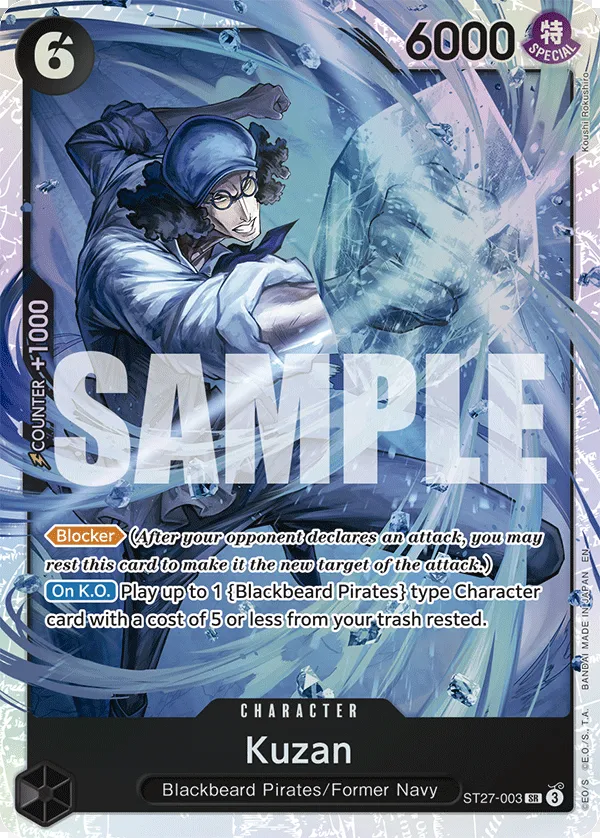 6
6000
特
SPECIAL
Koushi Rokushiro
COUNTER +1000
SAMPLE
Blocker (After your opponent declares an attack, you may
rest this card to make it the new target of the attack.)
On K.O. Play up to 1 {Blackbeard Pirates} type Character
card with a cost of 5 or less from your trash rested.
CHARACTER
Kuzan
Blackbeard Pirates/Former Navy
ST27-003 SR 3
©EO/S ©E.O./S., T.A. BANDAI MADE IN JAPAN EN